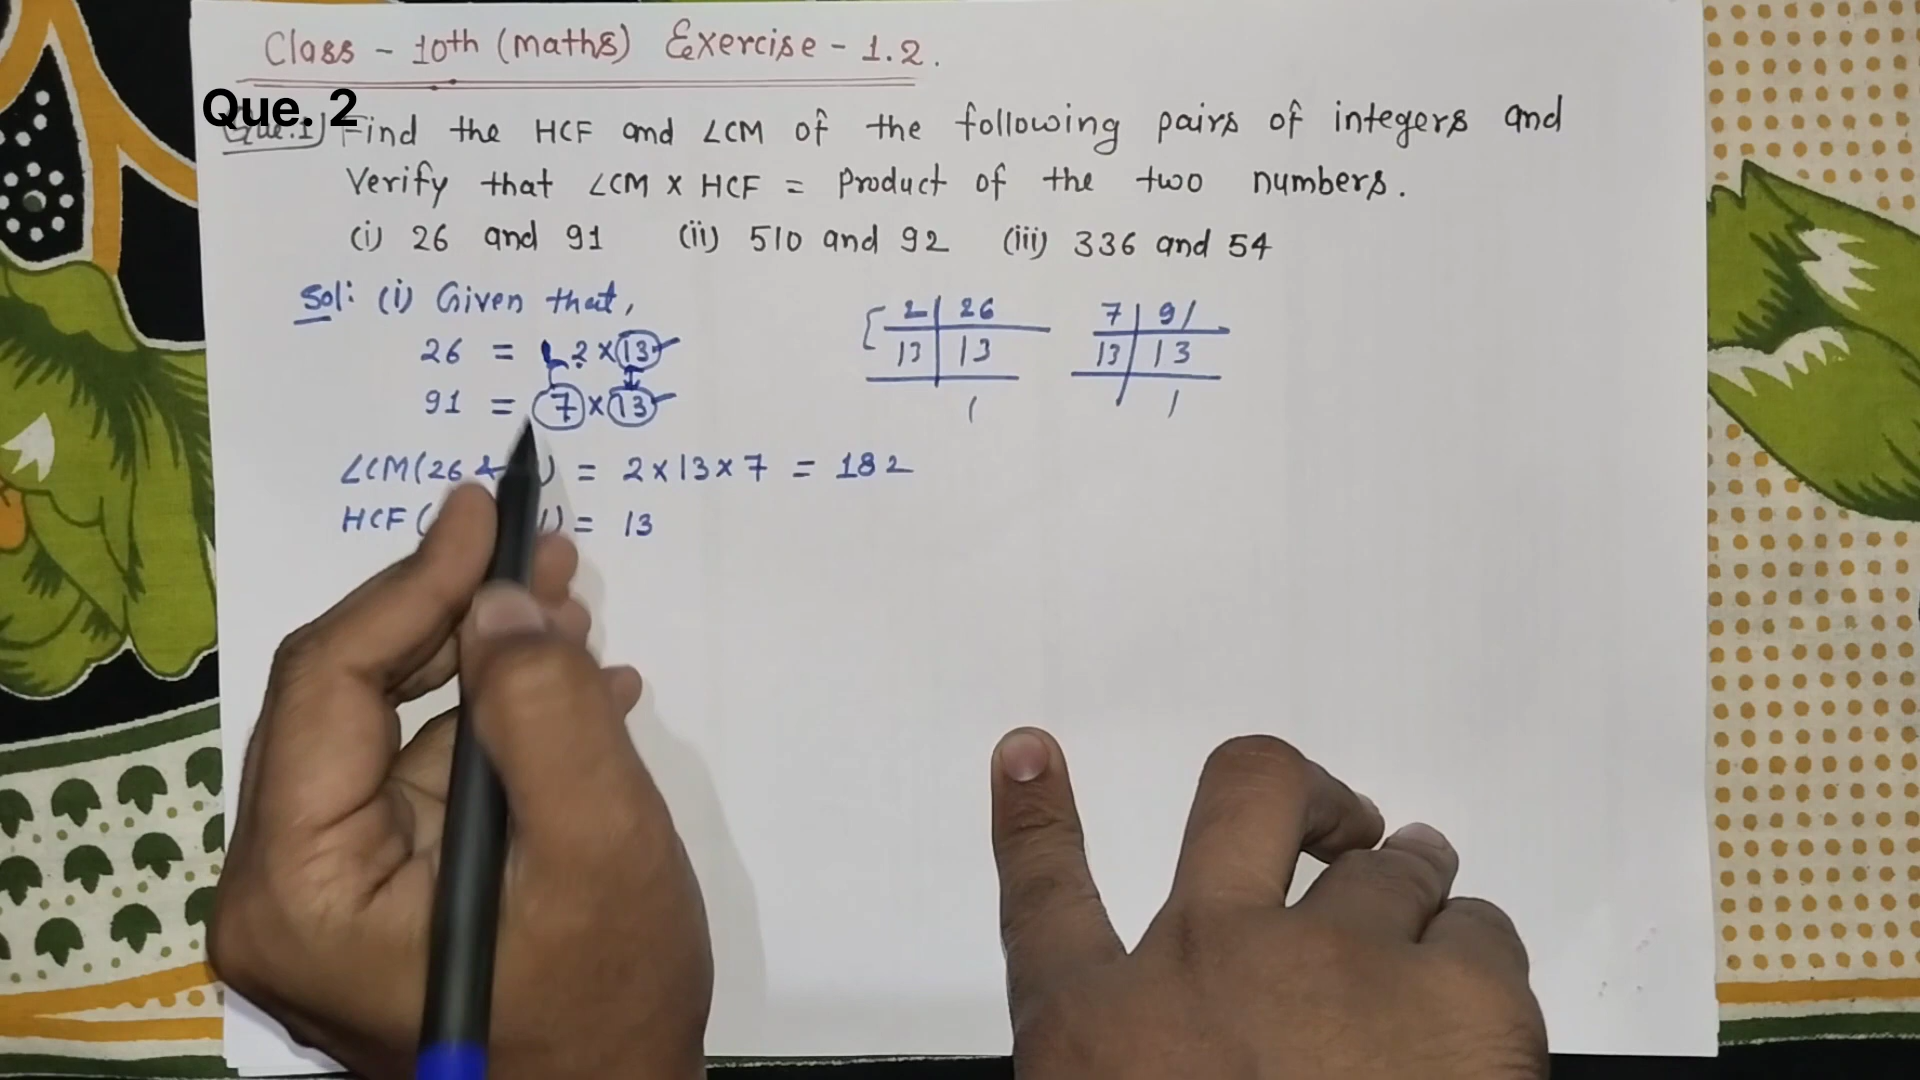 Class - 10th (maths) Exercise - 1.2.
Que. 2
Que.1) Find the HCF and LCM of the following pairs of integers and
Verify that LCM X HCF = Product of the two numbers.
(i) 26 and 91 (ii) 510 and 92 (iii) 336 and 54
Sol: (i) Given that,
26 = 2 × 13
91 = 7 × 13
2 26
13 13
1
7 91
13 13
1
LCM (26 & ) = 2 × 13 × 7 = 182
HCF ( 1) = 13